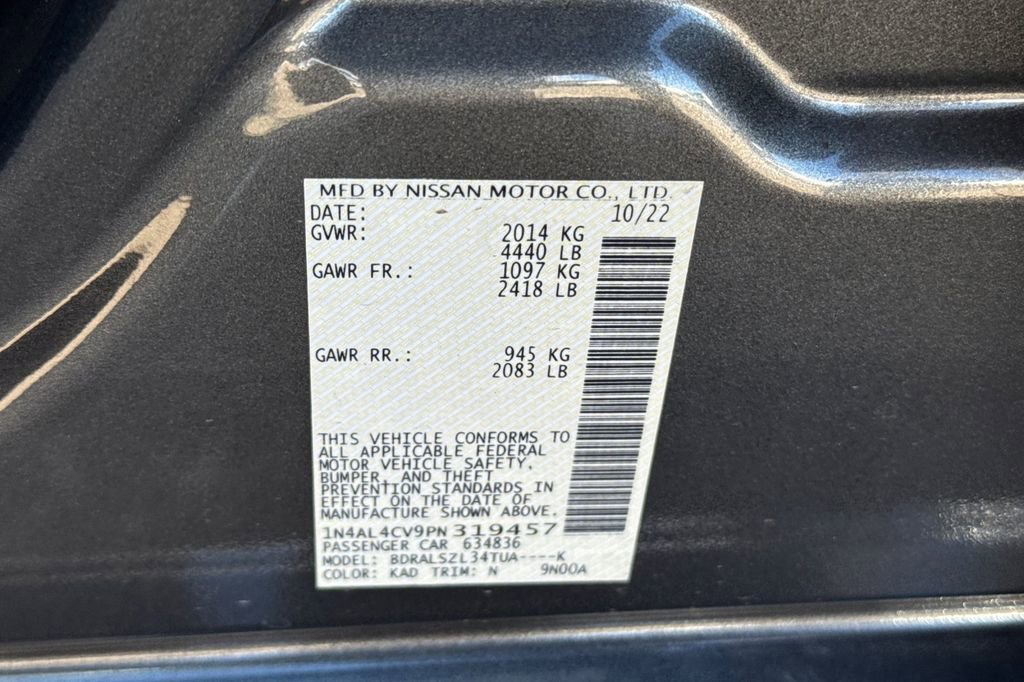 MFD BY NISSAN MOTOR CO., LTD.
DATE: 10/22
GVWR: 2014 KG
4440 LB
GAWR FR.: 1097 KG
2418 LB
GAWR RR.: 945 KG
2083 LB
THIS VEHICLE CONFORMS TO
ALL APPLICABLE FEDERAL
MOTOR VEHICLE SAFETY,
BUMPER, AND THEFT
PREVENTION STANDARDS IN
EFFECT ON THE DATE OF
MANUFACTURE SHOWN ABOVE.
1N4AL4CV9PN319457
PASSENGER CAR 634836
MODEL: BDRALSZL34TUA----K
COLOR: KAD TRIM: N 9N00A